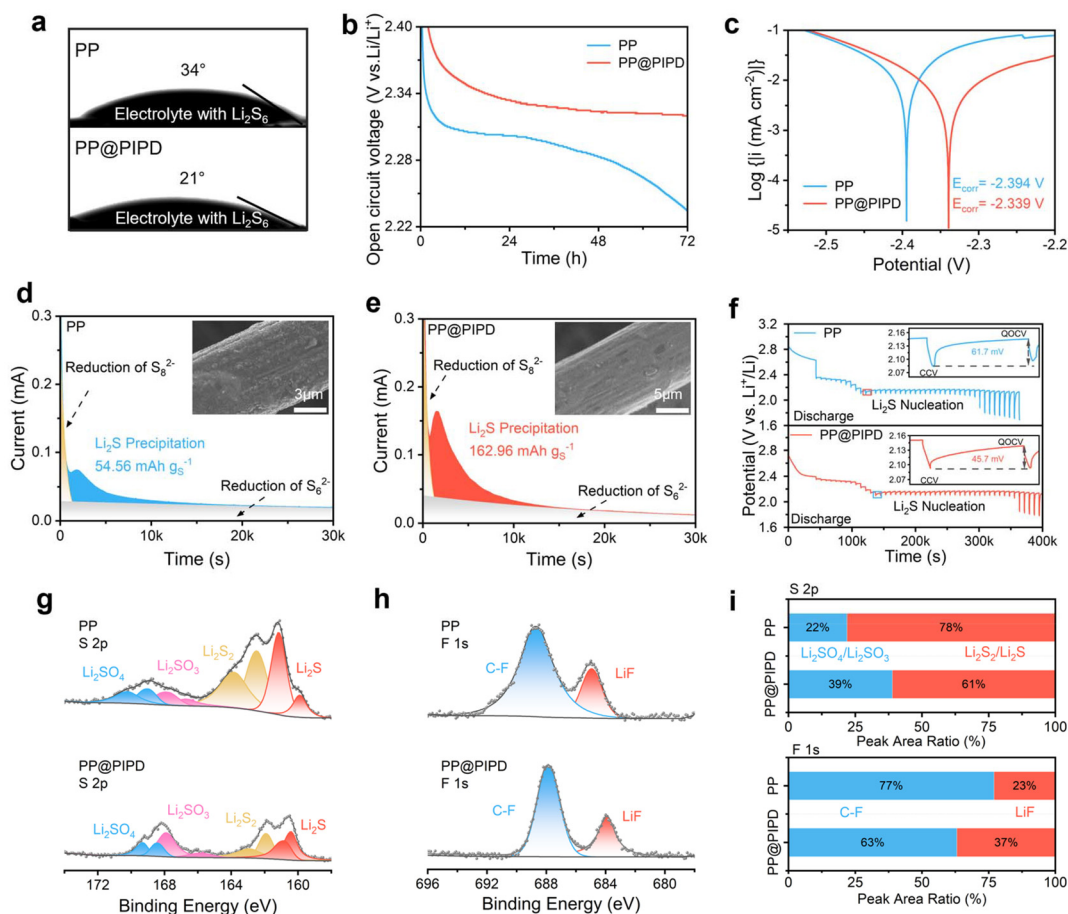 a
PP
34°
Electrolyte with Li₂S₆
PP@PIPD
21°
Electrolyte with Li₂S₆
b
Open circuit voltage (V vs.Li/Li⁺)
2.40
2.34
2.28
2.22
PP
PP@PIPD
0 24 48 72
Time (h)
c
Log {|i (mA cm⁻²)|}
-1
-2
-3
-4
-5
PP
PP@PIPD
E_corr= -2.394 V
E_corr= -2.339 V
-2.5 -2.4 -2.3 -2.2
Potential (V)
d
Current (mA)
0.3
0.2
0.1
0.0
PP
Reduction of S₈²⁻
3μm
Li₂S Precipitation
54.56 mAh g_S⁻¹
Reduction of S₆²⁻
0 10k 20k 30k
Time (s)
e
Current (mA)
0.3
0.2
0.1
0.0
PP@PIPD
Reduction of S₈²⁻
5μm
Li₂S Precipitation
162.96 mAh g_S⁻¹
Reduction of S₆²⁻
0 10k 20k 30k
Time (s)
f
Potential (V vs. Li⁺/Li)
3.2
2.8
2.4
2.0
1.6
PP
2.16
2.13
2.10
2.07
QOCV
61.7 mV
CCV
Discharge
Li₂S Nucleation
2.8
2.4
2.0
1.6
PP@PIPD
2.16
2.13
2.10
2.07
QOCV
45.7 mV
CCV
Discharge
Li₂S Nucleation
0 100k 200k 300k 400k
Time (s)
g
PP
S 2p
Li₂SO₄
Li₂SO₃
Li₂S₂
Li₂S
PP@PIPD
S 2p
Li₂SO₄
Li₂SO₃
Li₂S₂
Li₂S
172 168 164 160
Binding Energy (eV)
h
PP
F 1s
C-F
LiF
PP@PIPD
F 1s
C-F
LiF
696 692 688 684 680
Binding Energy (eV)
i
S 2p
PP
22% 78%
Li₂SO₄/Li₂SO₃ Li₂S₂/Li₂S
PP@PIPD
39% 61%
0 25 50 75 100
Peak Area Ratio (%)
F 1s
PP
77% 23%
C-F LiF
PP@PIPD
63% 37%
0 25 50 75 100
Peak Area Ratio (%)